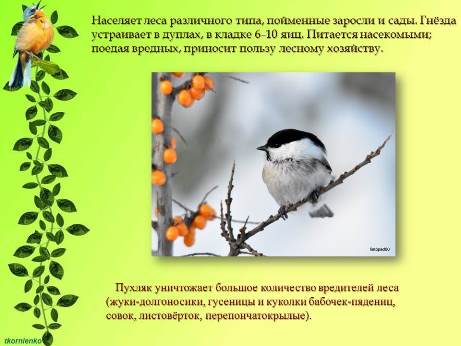 Населяет леса различного типа, пойменные заросли и сады. Гнёзда
устраивает в дуплах, в кладке 6–10 яиц. Питается насекомыми;
поедая вредных, приносит пользу лесному хозяйству.
Пухляк уничтожает большое количество вредителей леса
(жуки-долгоносики, гусеницы и куколки бабочек-пядениц,
совок, листовёрток, перепончатокрылые).
tkornienko